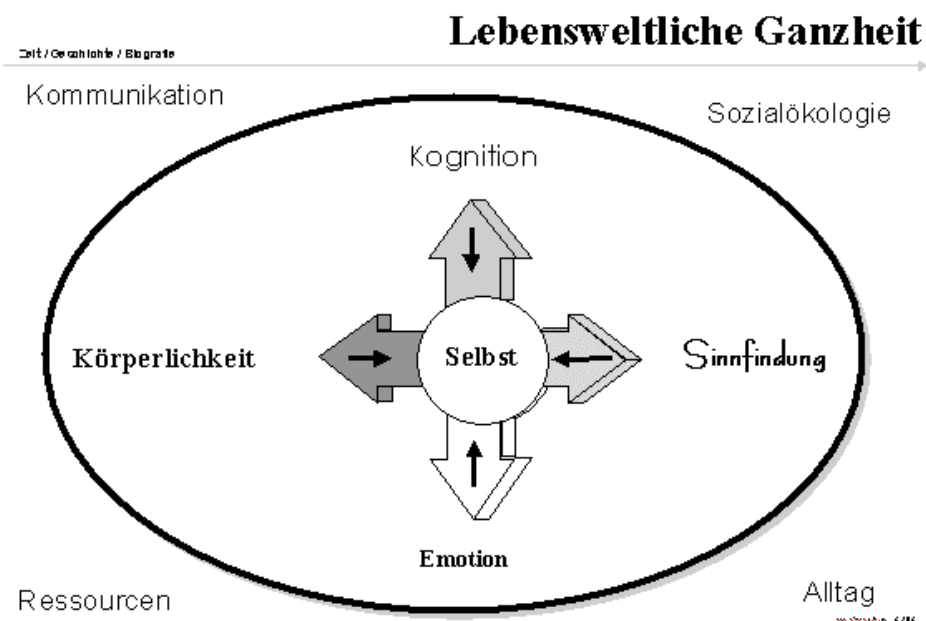 Lebensweltliche Ganzheit
Zeit / Geschichte / Biografie
Kommunikation
Sozialökologie
Kognition
Körperlichkeit
Selbst
Sinnfindung
Emotion
Ressourcen
Alltag